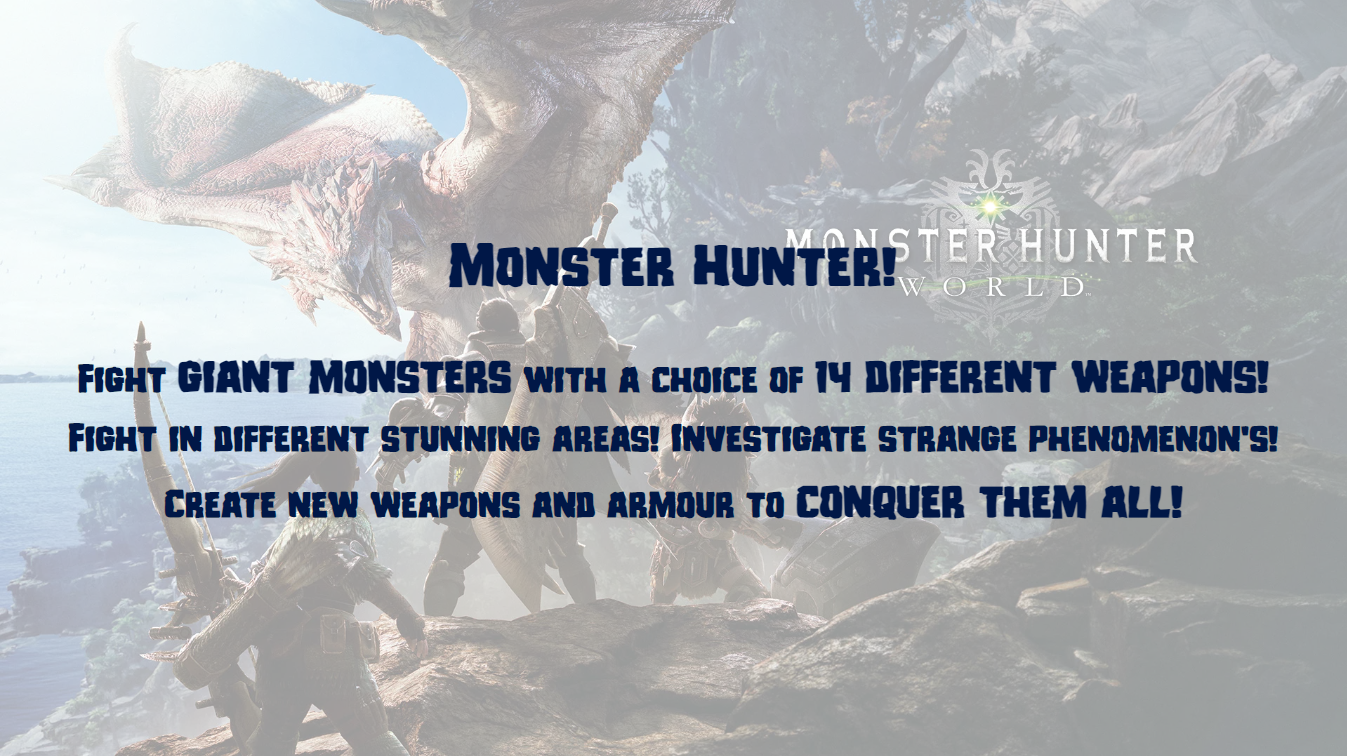 Monster Hunter!
MONSTER HUNTER
WORLD™
Fight GIANT MONSTERS with a choice of 14 DIFFERENT WEAPONS!
Fight in different stunning areas! Investigate strange phenomenon's!
Create new weapons and armour to CONQUER THEM ALL!